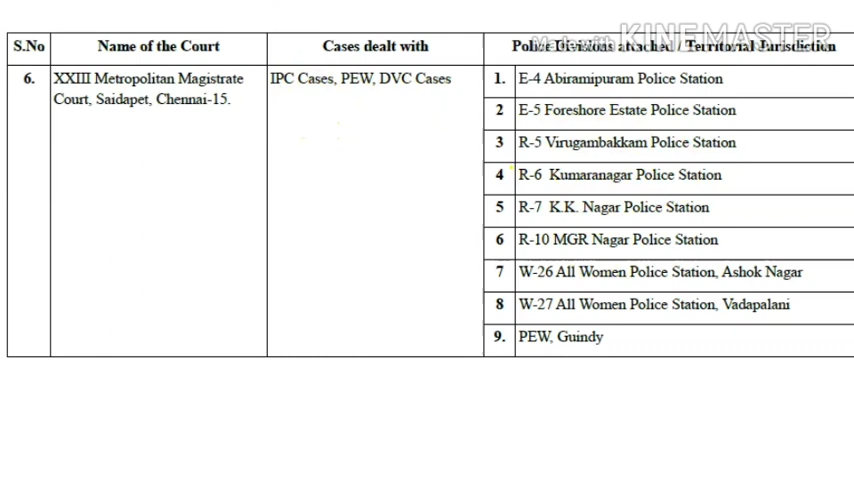 Made with KINEMASTER
S.No Name of the Court Cases dealt with Police Divisions attached / Territorial Jurisdiction
6. XXIII Metropolitan Magistrate IPC Cases, PEW, DVC Cases 1. E-4 Abiramipuram Police Station
Court, Saidapet, Chennai-15.
2 E-5 Foreshore Estate Police Station
3 R-5 Virugambakkam Police Station
4 R-6 Kumaranagar Police Station
5 R-7 K.K. Nagar Police Station
6 R-10 MGR Nagar Police Station
7 W-26 All Women Police Station, Ashok Nagar
8 W-27 All Women Police Station, Vadapalani
9. PEW, Guindy